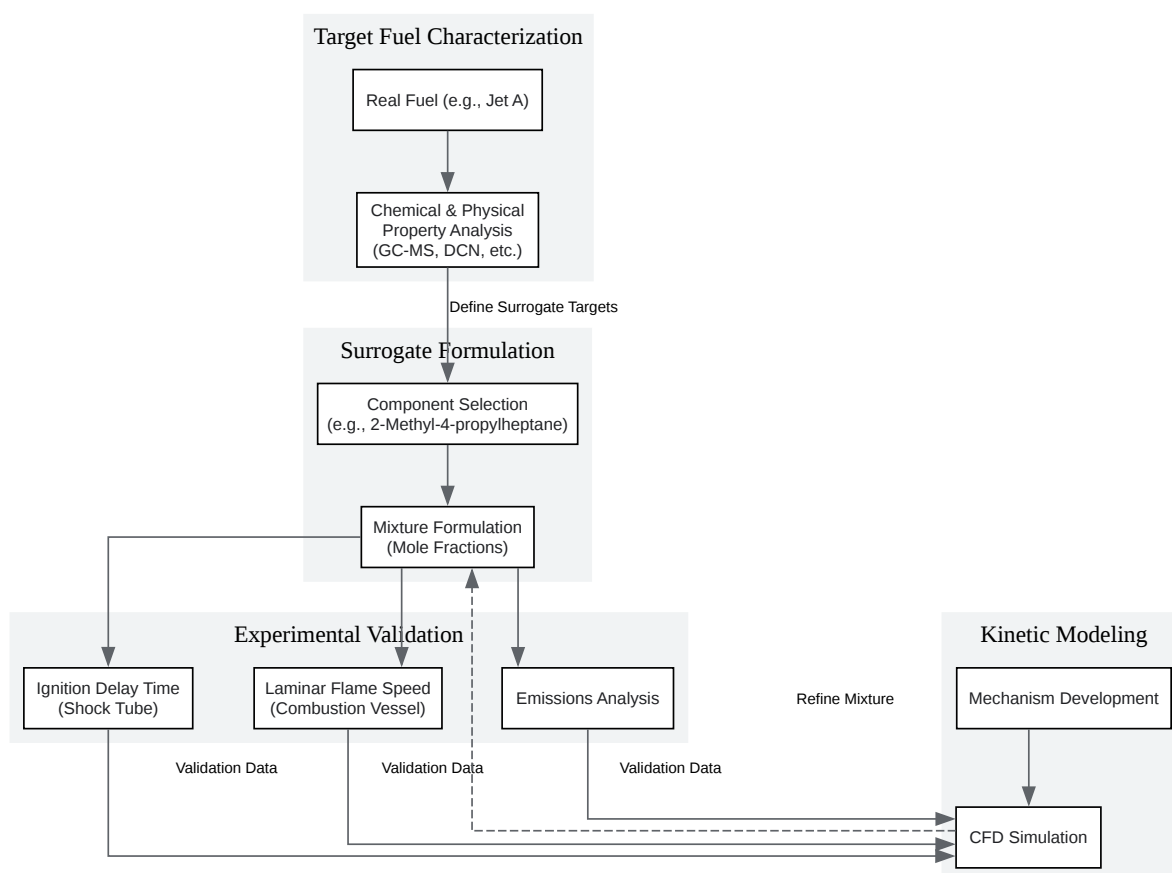 Target Fuel Characterization
Real Fuel (e.g., Jet A)
Chemical & Physical
Property Analysis
(GC-MS, DCN, etc.)
Define Surrogate Targets
Surrogate Formulation
Component Selection
(e.g., 2-Methyl-4-propylheptane)
Mixture Formulation
(Mole Fractions)
Experimental Validation
Ignition Delay Time
(Shock Tube)
Laminar Flame Speed
(Combustion Vessel)
Emissions Analysis
Refine Mixture
Kinetic Modeling
Mechanism Development
Validation Data
Validation Data
Validation Data
CFD Simulation